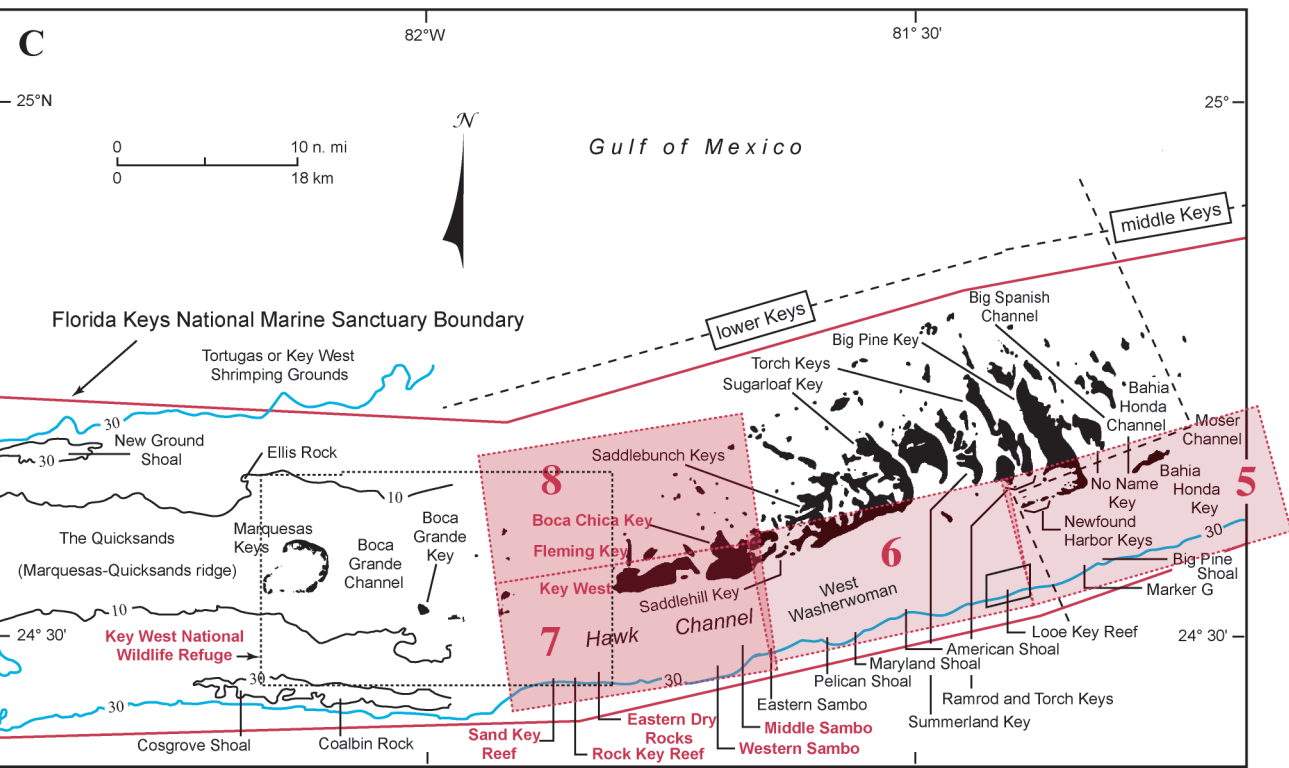 C
82°W
81° 30'
25°N
25°
N
0
10 n. mi
0
18 km
Gulf of Mexico
middle Keys
lower Keys
Big Spanish
Channel
Florida Keys National Marine Sanctuary Boundary
Big Pine Key
Tortugas or Key West
Shrimping Grounds
Torch Keys
Sugarloaf Key
Bahia
Honda
Channel
Moser
Channel
30
New Ground
Shoal
30
Ellis Rock
Saddlebunch Keys
8
10
Bahia
Honda
Key
5
No Name
Key
Boca Chica Key
Boca
Grande
Key
Marquesas
Keys
The Quicksands
(Marquesas-Quicksands ridge)
Boca
Grande
Channel
Fleming Key
6
Newfound
Harbor Keys
30
Big Pine
Shoal
Marker G
Key West
Saddlehill Key
West
Washerwoman
10
24° 30'
Key West National
Wildlife Refuge
7
Hawk
Channel
Looe Key Reef
24° 30'
American Shoal
Maryland Shoal
Pelican Shoal
30
30
30
Ramrod and Torch Keys
Eastern Sambo
Summerland Key
Middle Sambo
Eastern Dry
Rocks
Sand Key
Reef
Rock Key Reef
Western Sambo
Cosgrove Shoal
Coalbin Rock